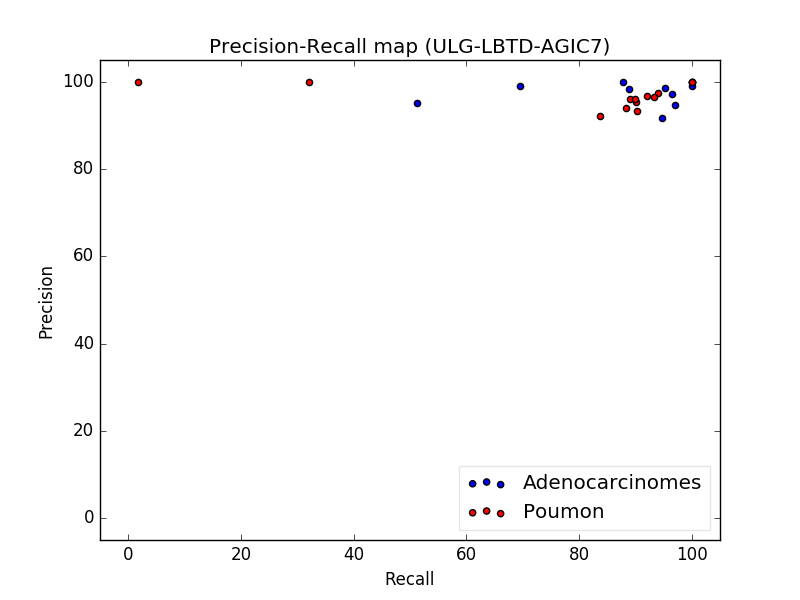 Precision-Recall map (ULG-LBTD-AGIC7)
100
80
60
40
20
0
Precision
0 20 40 60 80 100
Recall
Adenocarcinomes
Poumon